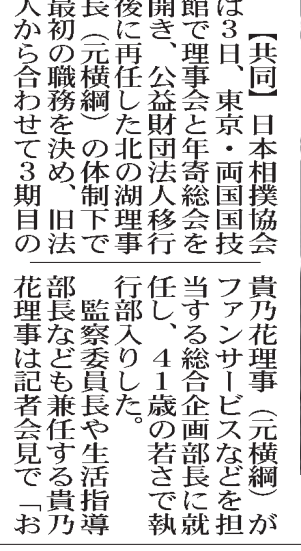 【共同】日本相撲協会
は３日、東京・両国国技
館で理事会と年寄総会を
開き、公益財団法人移行
後に再任した北の湖理事
長（元横綱）の体制下で
最初の職務を決め、旧法
人から合わせて３期目の
貴乃花理事（元横綱）が
ファンサービスなどを担
当する総合企画部長に就
任し、４１歳の若さで執
行部入りした。
監察委員長や生活指導
部長なども兼任する貴乃
花理事は記者会見で「お